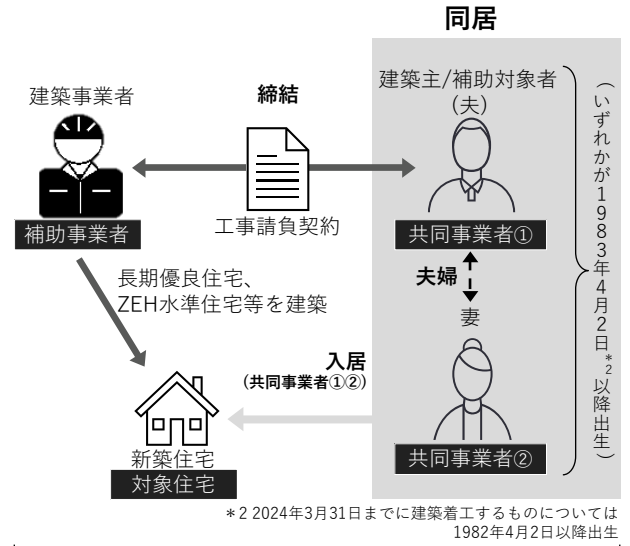 同居
建築事業者
締結
建築主/補助対象者
(夫)
補助事業者
工事請負契約
共同事業者①
(いずれかが1983年4月2日*2以降出生)
長期優良住宅、
ZEH水準住宅等を建築
夫婦
妻
入居
(共同事業者①②)
新築住宅
対象住宅
共同事業者②
*2 2024年3月31日までに建築着工するものについては
1982年4月2日以降出生